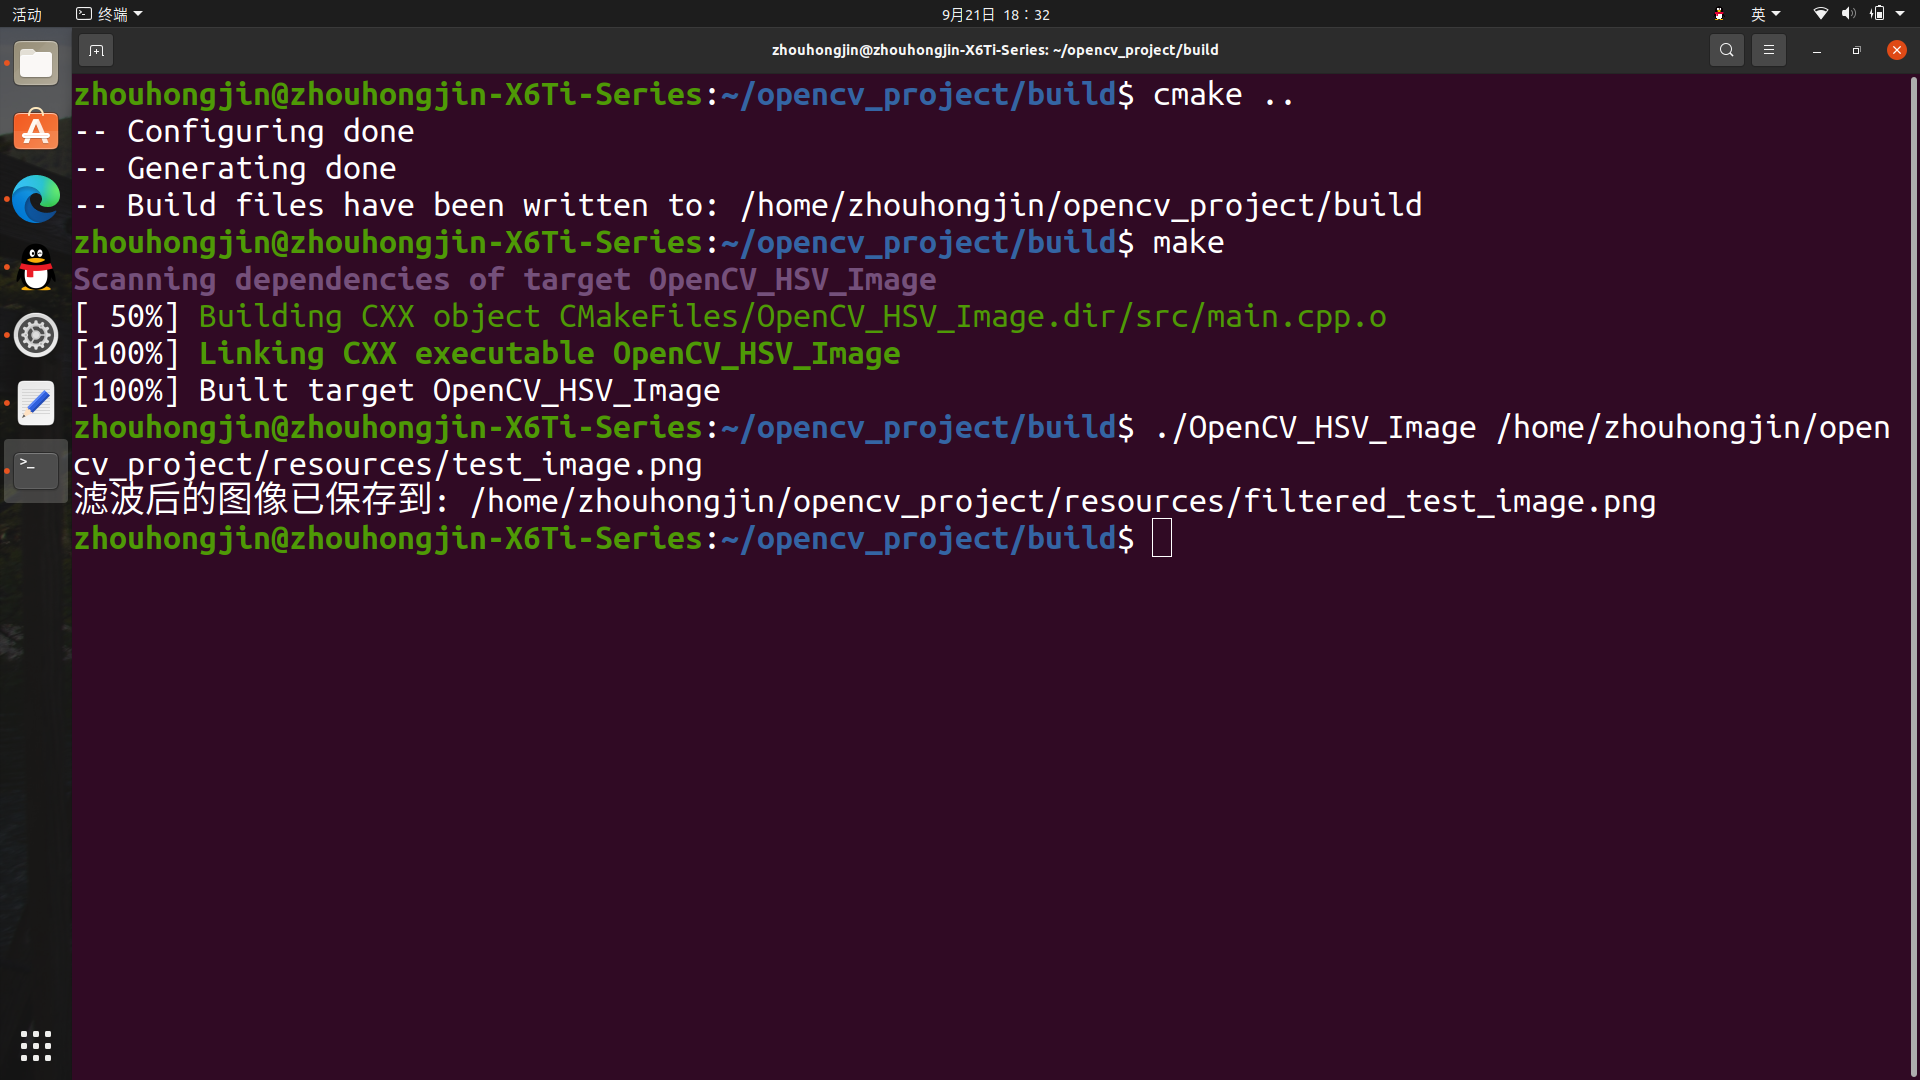 活动 终端 9月21日 18：32 英
zhouhongjin@zhouhongjin-X6Ti-Series: ~/opencv_project/build
zhouhongjin@zhouhongjin-X6Ti-Series:~/opencv_project/build$ cmake ..
-- Configuring done
-- Generating done
-- Build files have been written to: /home/zhouhongjin/opencv_project/build
zhouhongjin@zhouhongjin-X6Ti-Series:~/opencv_project/build$ make
Scanning dependencies of target OpenCV_HSV_Image
[ 50%] Building CXX object CMakeFiles/OpenCV_HSV_Image.dir/src/main.cpp.o
[100%] Linking CXX executable OpenCV_HSV_Image
[100%] Built target OpenCV_HSV_Image
zhouhongjin@zhouhongjin-X6Ti-Series:~/opencv_project/build$ ./OpenCV_HSV_Image /home/zhouhongjin/open
cv_project/resources/test_image.png
滤波后的图像已保存到: /home/zhouhongjin/opencv_project/resources/filtered_test_image.png
zhouhongjin@zhouhongjin-X6Ti-Series:~/opencv_project/build$